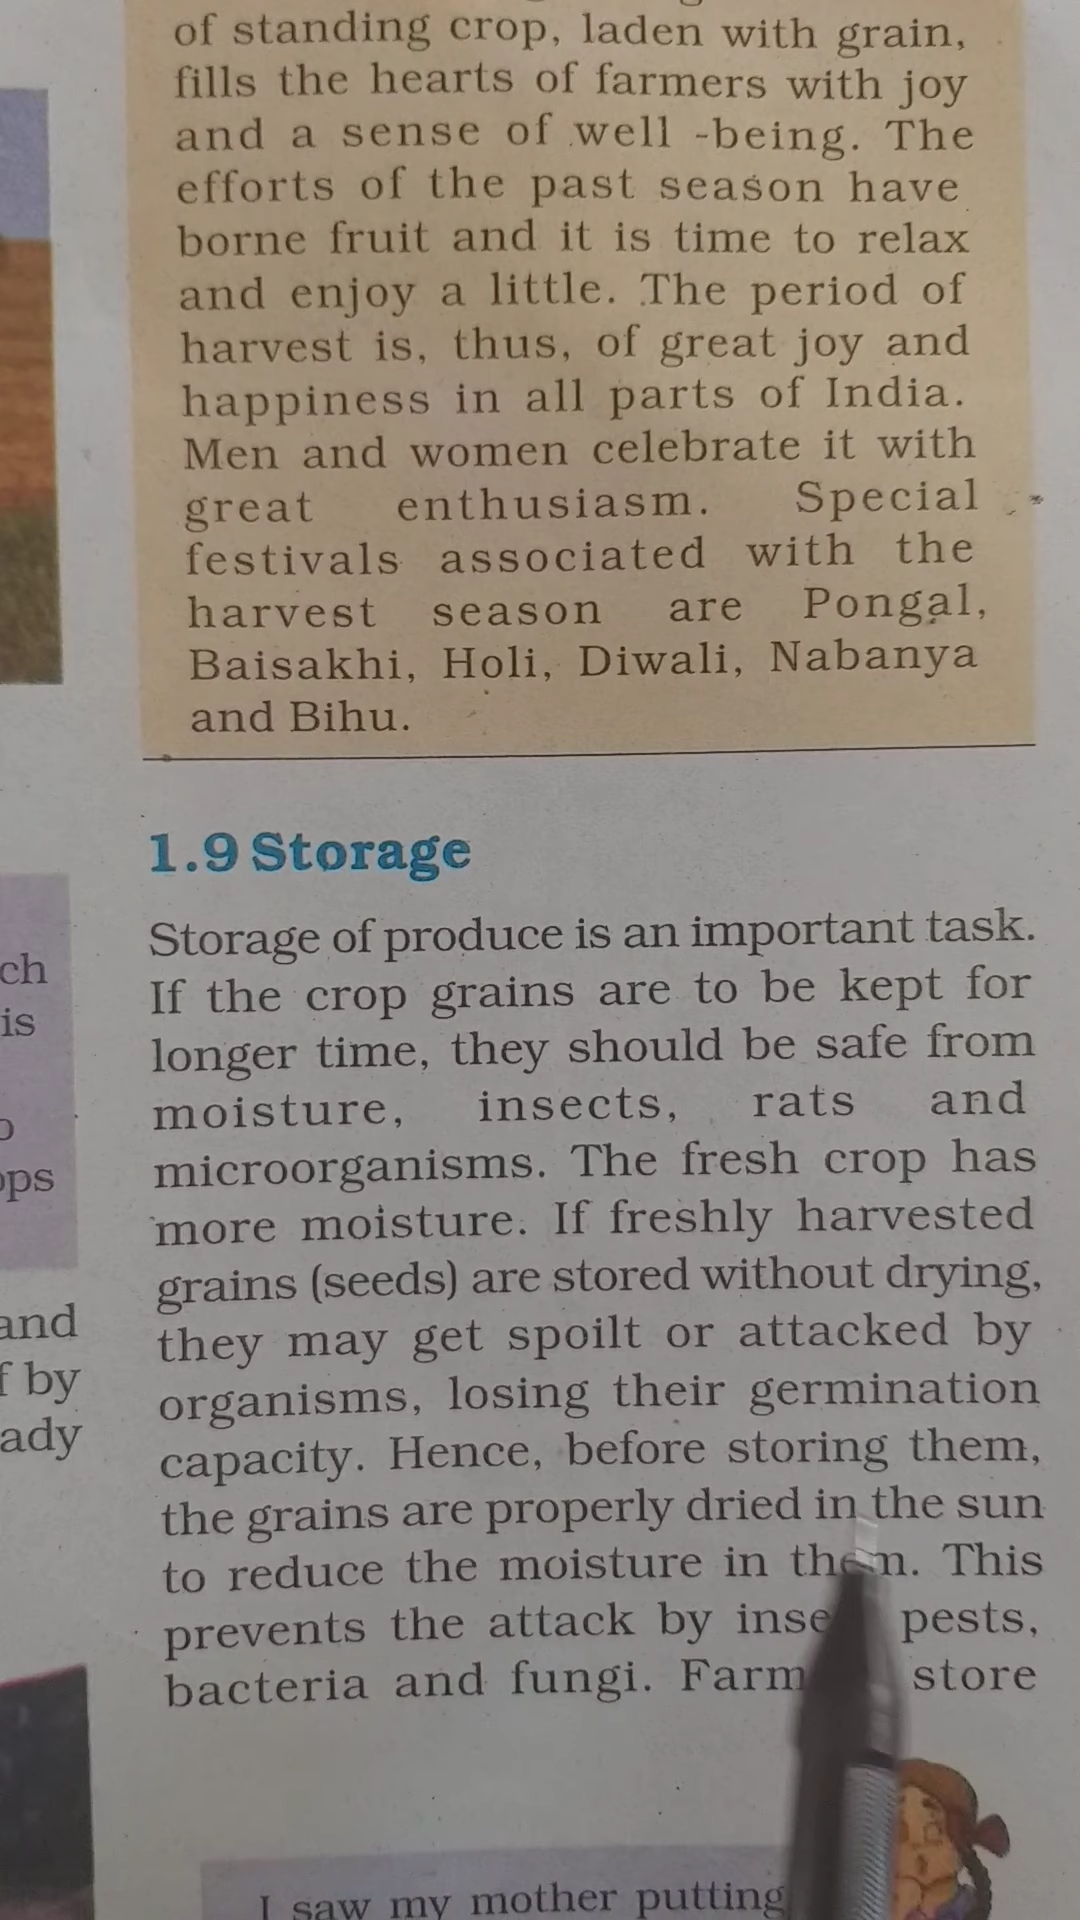 of standing crop, laden with grain,
fills the hearts of farmers with joy
and a sense of well -being. The
efforts of the past season have
borne fruit and it is time to relax
and enjoy a little. The period of
harvest is, thus, of great joy and
happiness in all parts of India.
Men and women celebrate it with
great enthusiasm. Special
festivals associated with the
harvest season are Pongal,
Baisakhi, Holi, Diwali, Nabanya
and Bihu.
1.9 Storage
Storage of produce is an important task.
If the crop grains are to be kept for
longer time, they should be safe from
moisture, insects, rats and
microorganisms. The fresh crop has
more moisture. If freshly harvested
grains (seeds) are stored without drying,
they may get spoilt or attacked by
organisms, losing their germination
capacity. Hence, before storing them,
the grains are properly dried in the sun
to reduce the moisture in them. This
prevents the attack by pests,
bacteria and fungi. store
I saw my mother putting
ch
is
and
by
ady